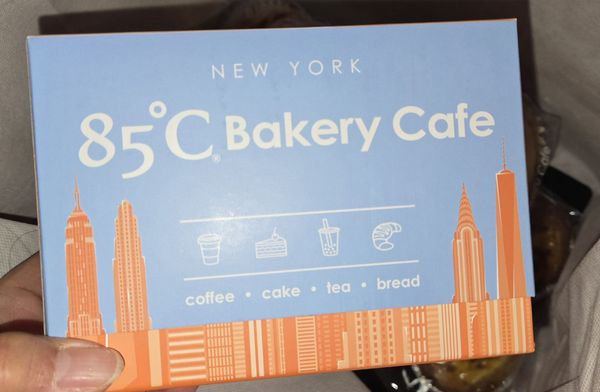 NEW YORK
85°C® Bakery Cafe
coffee • cake • tea • bread